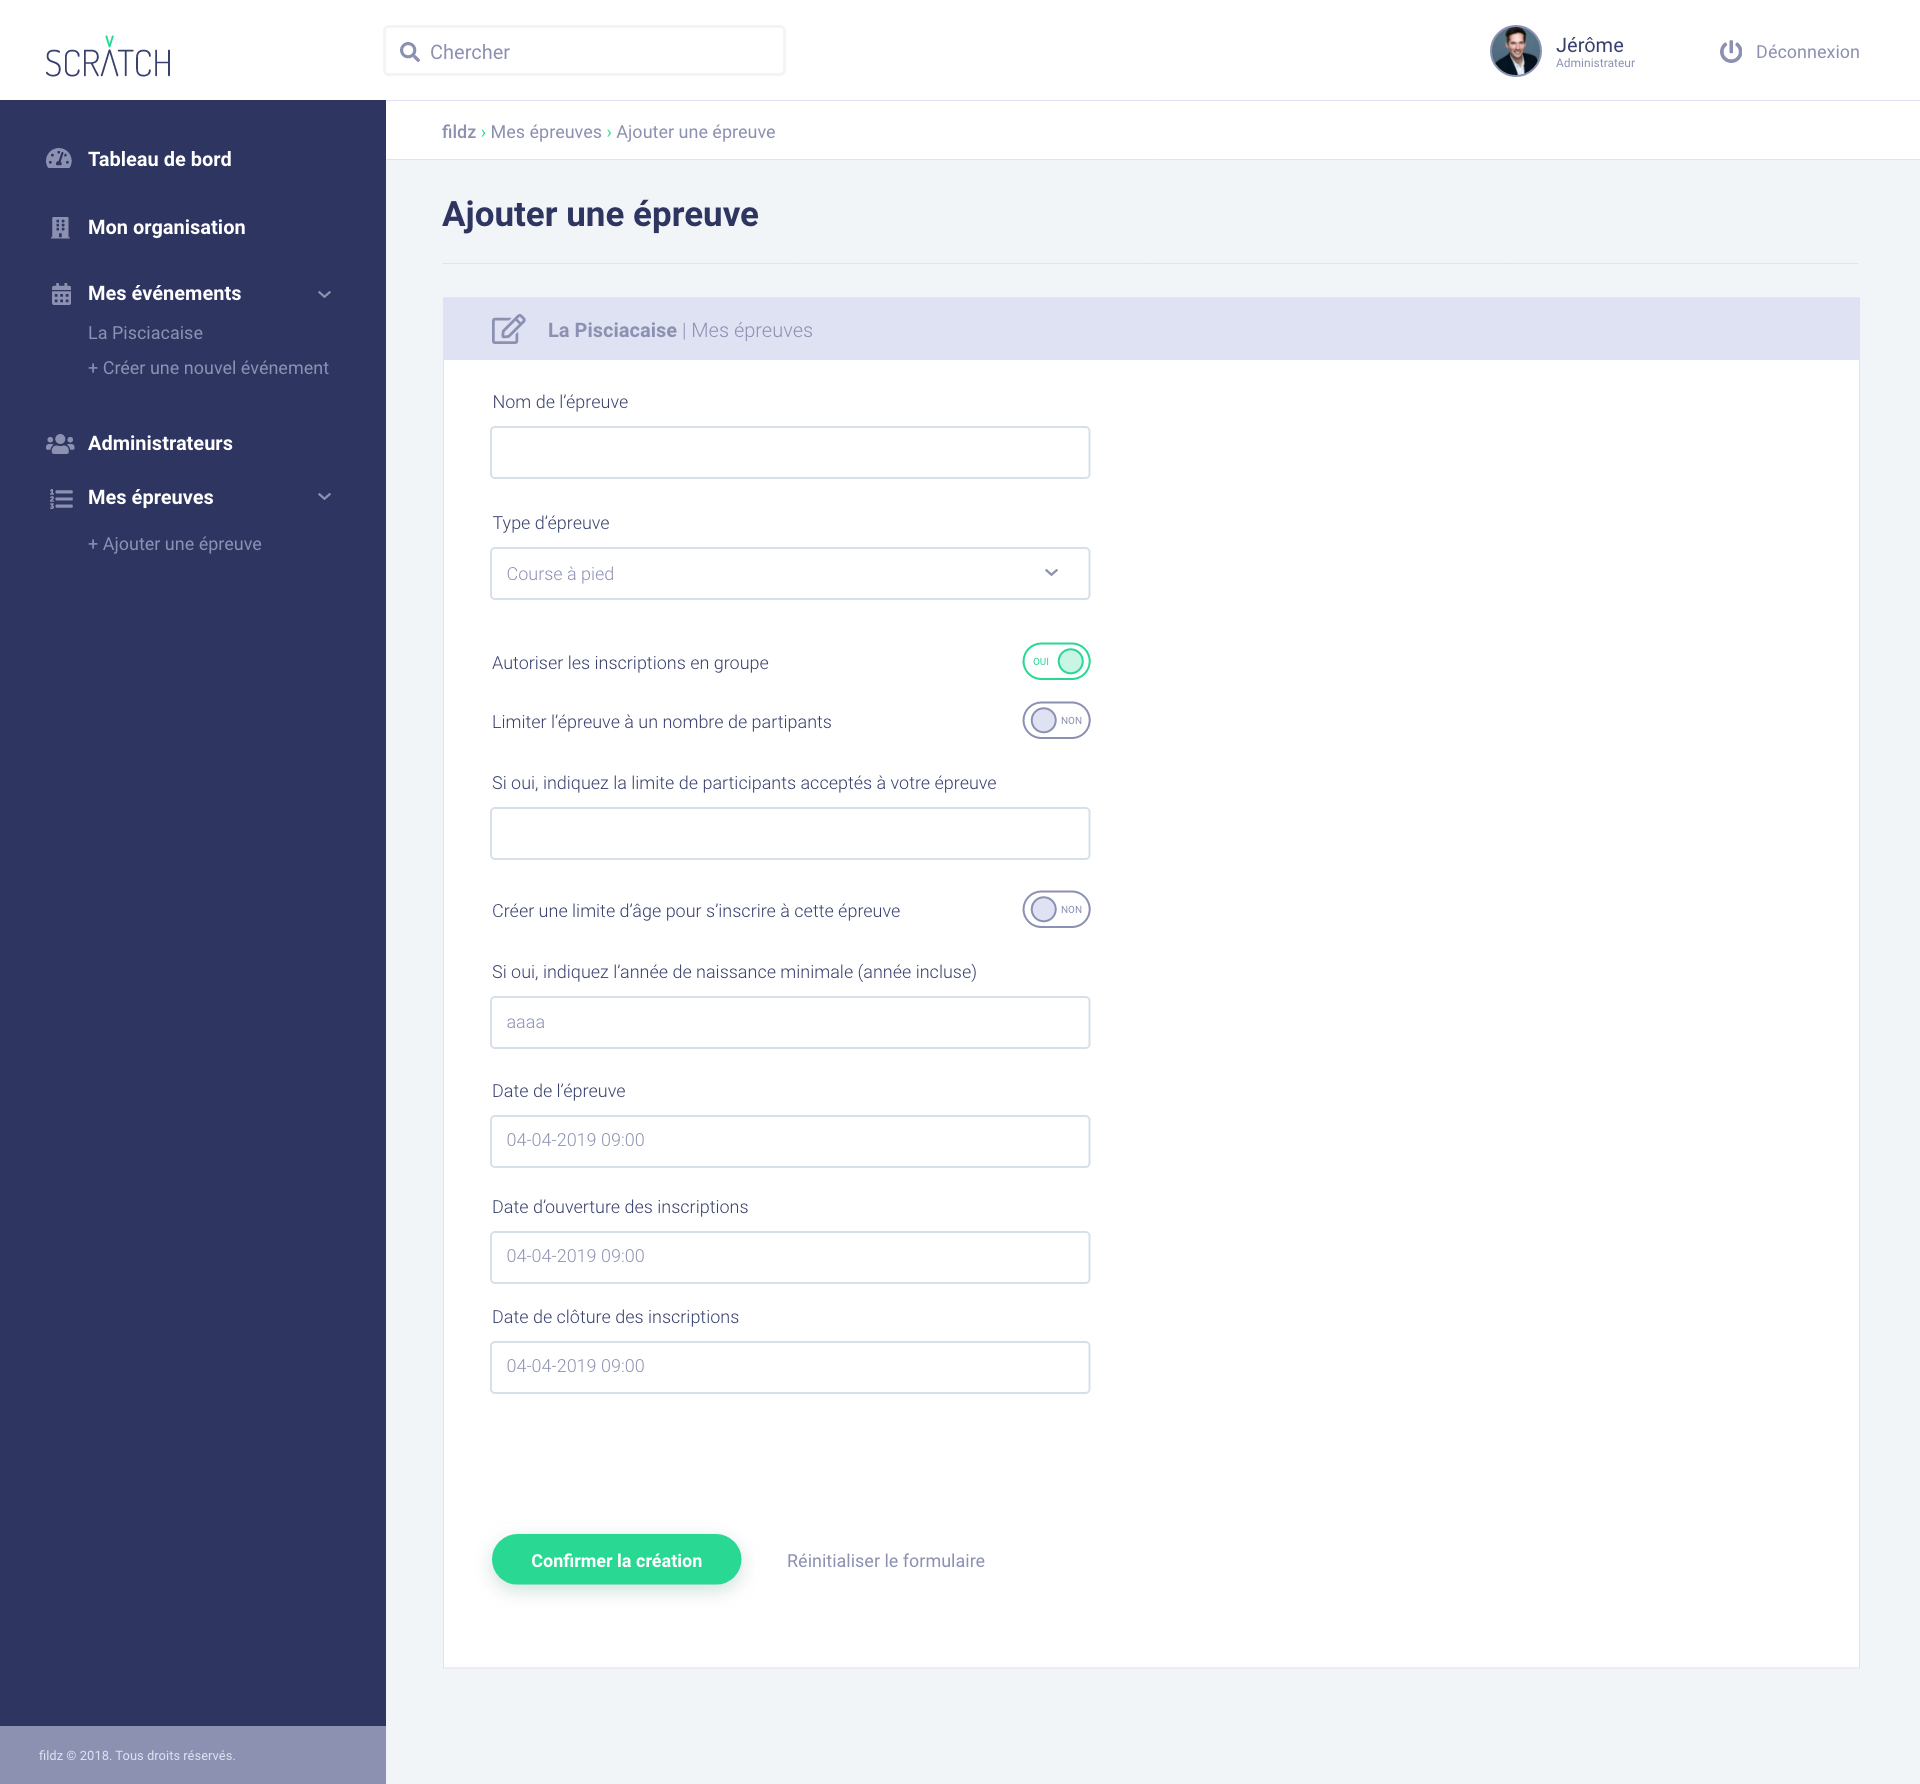 SCRATCH
Chercher
Jérôme
Administrateur
Déconnexion
fildz › Mes épreuves › Ajouter une épreuve
Tableau de bord
Mon organisation
Mes événements
La Pisciacaise
+ Créer une nouvel événement
Administrateurs
Mes épreuves
+ Ajouter une épreuve
Ajouter une épreuve
La Pisciacaise | Mes épreuves
Nom de l’épreuve
Type d’épreuve
Course à pied
Autoriser les inscriptions en groupe
OUI
Limiter l’épreuve à un nombre de partipants
NON
Si oui, indiquez la limite de participants acceptés à votre épreuve
Créer une limite d’âge pour s’inscrire à cette épreuve
NON
Si oui, indiquez l’année de naissance minimale (année incluse)
aaaa
Date de l’épreuve
04-04-2019 09:00
Date d’ouverture des inscriptions
04-04-2019 09:00
Date de clôture des inscriptions
04-04-2019 09:00
Confirmer la création
Réinitialiser le formulaire
fildz © 2018. Tous droits réservés.